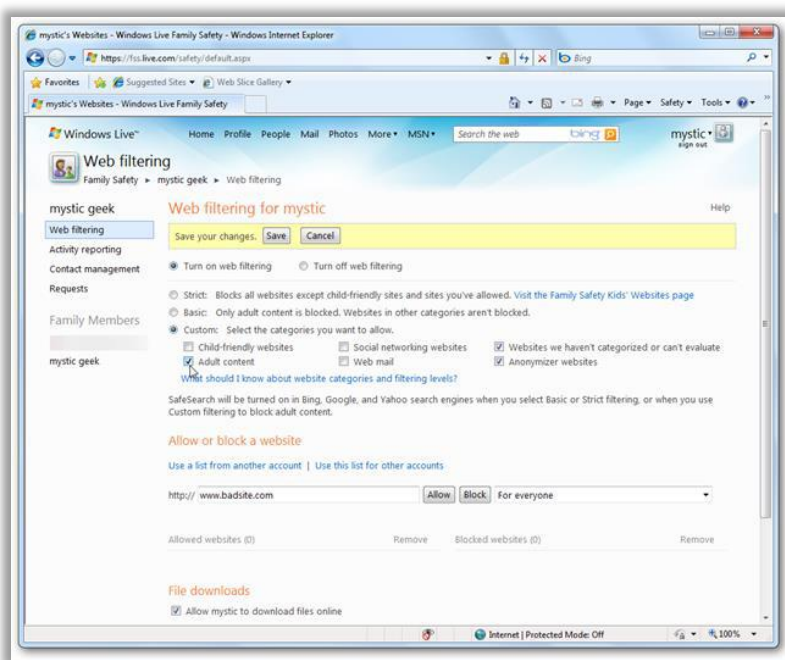 mystic's Websites - Windows Live Family Safety - Windows Internet Explorer
https://fss.live.com/safety/default.aspx
Bing
Favorites Suggested Sites Web Slice Gallery
mystic's Websites - Windows Live Family Safety
Page Safety Tools
Windows Live™ Home Profile People Mail Photos More MSN Search the web bing mystic
sign out
Web filtering
Family Safety mystic geek Web filtering
mystic geek Web filtering for mystic Help
Web filtering Save your changes. Save Cancel
Activity reporting
Contact management Turn on web filtering Turn off web filtering
Requests
Strict: Blocks all websites except child-friendly sites and sites you've allowed. Visit the Family Safety Kids' Websites page
Basic: Only adult content is blocked. Websites in other categories aren't blocked.
Family Members
Custom: Select the categories you want to allow.
Child-friendly websites Social networking websites Websites we haven't categorized or can't evaluate
mystic geek Adult content Web mail Anonymizer websites
What should I know about website categories and filtering levels?
SafeSearch will be turned on in Bing, Google, and Yahoo search engines when you select Basic or Strict filtering, or when you use
Custom filtering to block adult content.
Allow or block a website
Use a list from another account | Use this list for other accounts
http:// www.badsite.com Allow Block For everyone
Allowed websites (0) Remove Blocked websites (0) Remove
File downloads
Allow mystic to download files online
Internet | Protected Mode: Off 100%